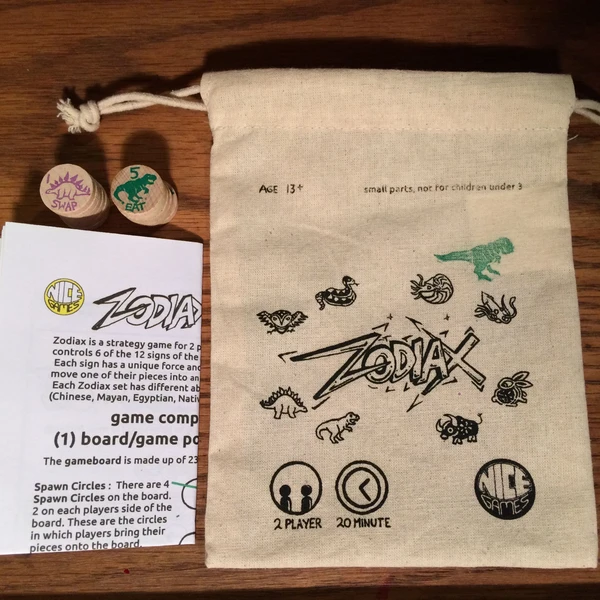 AGE 13+
small parts, not for children under 3
1
SWAP
5
EAT
NICE
GAMES
ZODIAX
Zodiax is a strategy game for 2 p
controls 6 of the 12 signs of the
Each sign has a unique force and
move one of their pieces into an
Each Zodiax set has different ab
(Chinese, Mayan, Egyptian, Nativ
game comp
(1) board/game po
The gameboard is made up of 23
Spawn Circles : There are 4
Spawn Circles on the board.
2 on each players side of the
board. These are the circles
in which players bring their
pieces onto the board.
ZODIAX
2 PLAYER
20 MINUTE
NICE
GAMES